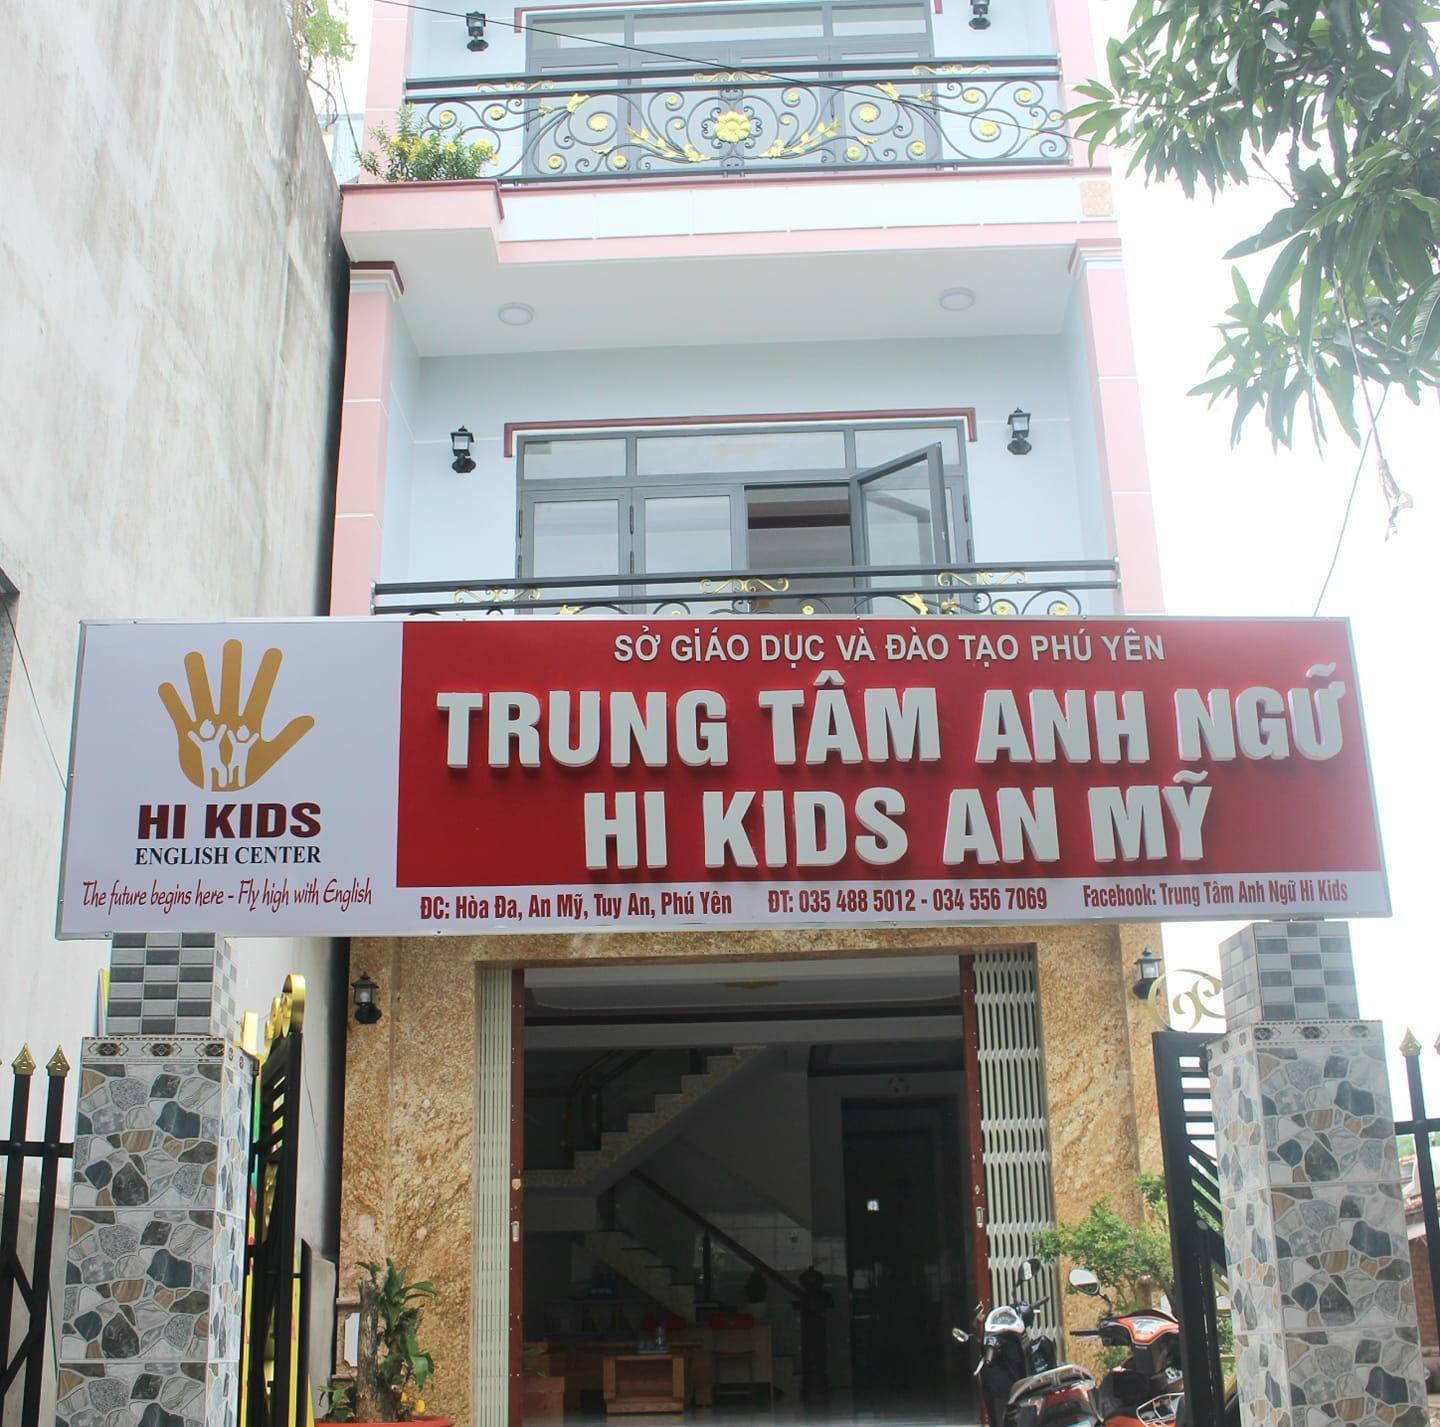 SỞ GIÁO DỤC VÀ ĐÀO TẠO PHÚ YÊN
TRUNG TÂM ANH NGỮ
HI KIDS AN MỸ
HI KIDS
ENGLISH CENTER
The future begins here - Fly high with English
ĐC: Hòa Đa, An Mỹ, Tuy An, Phú Yên ĐT: 035 488 5012 - 034 556 7069 Facebook: Trung Tâm Anh Ngữ Hi Kids